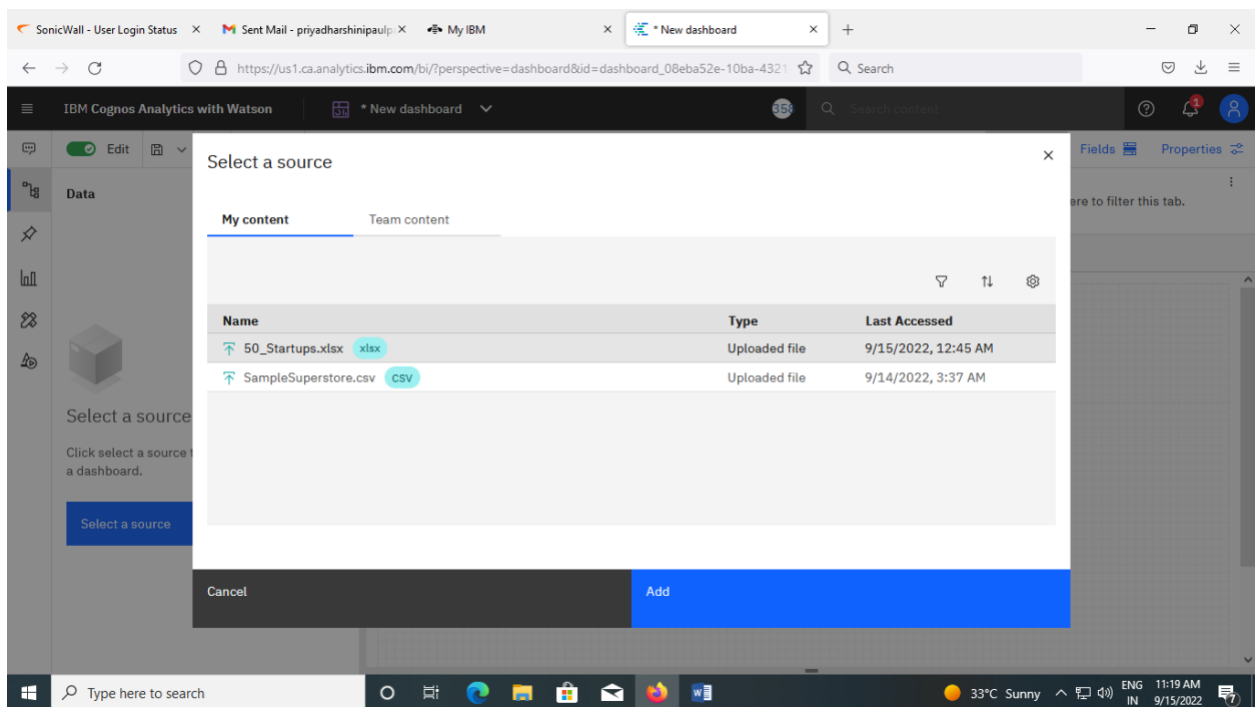 SonicWall - User Login Status
Sent Mail - priyadharshinipaulp
My IBM
* New dashboard
https://us1.ca.analytics.ibm.com/bi/?perspective=dashboard&id=dashboard_08eba52e-10ba-4321
Search
IBM Cognos Analytics with Watson
* New dashboard
358
Search content
1
Edit
Fields
Properties
Select a source
Data
ere to filter this tab.
My content
Team content
Name
Type
Last Accessed
50_Startups.xlsx
xlsx
Uploaded file
9/15/2022, 12:45 AM
SampleSuperstore.csv
CSV
Uploaded file
9/14/2022, 3:37 AM
Select a source
Click select a source
a dashboard.
Select a source
Cancel
Add
Type here to search
33°C Sunny
ENG
IN
11:19 AM
9/15/2022
7